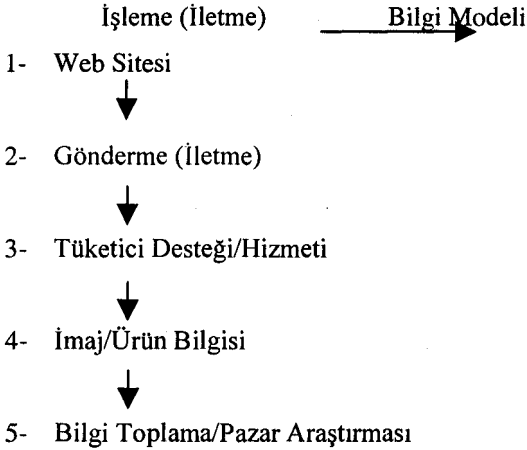 İşleme (İletme) Bilgi Modeli
1- Web Sitesi
2- Gönderme (İletme)
3- Tüketici Desteği/Hizmeti
4- İmaj/Ürün Bilgisi
5- Bilgi Toplama/Pazar Araştırması